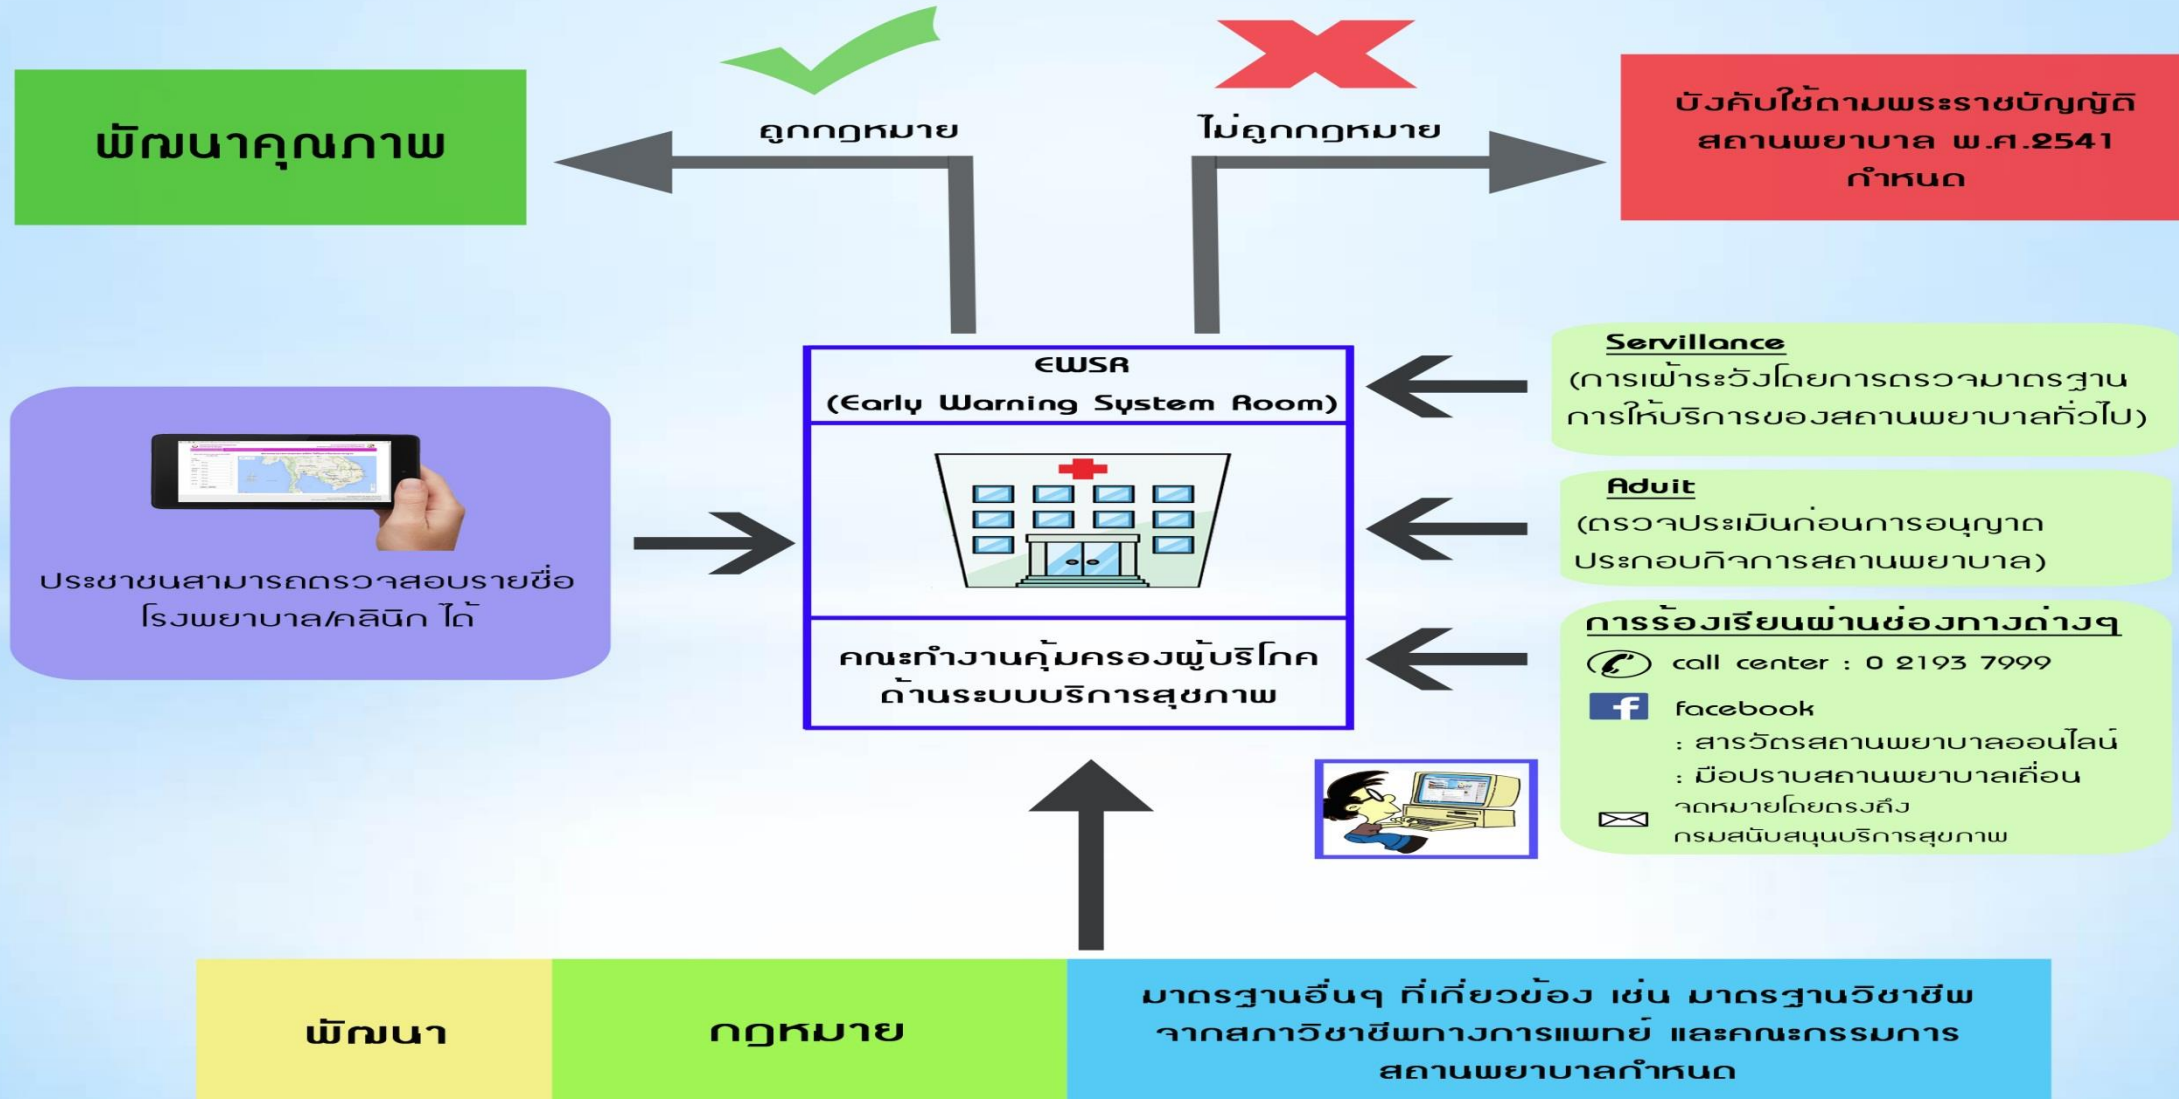 ถูกกฎหมาย
ไม่ถูกกฎหมาย
พัฒนาคุณภาพ
บังคับใช้ตามพระราชบัญญัติ
สถานพยาบาล พ.ศ.2541
กำหนด
EWSR
(Early Warning System Room)
คณะทำงานคุ้มครองผู้บริโภค
ด้านระบบบริการสุขภาพ
ประชาชนสามารถตรวจสอบรายชื่อ
โรงพยาบาล/คลินิก ได้
Servillance
(การเฝ้าระวังโดยการตรวจมาตรฐาน
การให้บริการของสถานพยาบาลทั่วไป)
Aduit
(ตรวจประเมินก่อนการอนุญาต
ประกอบกิจการสถานพยาบาล)
การร้องเรียนผ่านช่องทางต่างๆ
call center : 0 2193 7999
facebook
: สารวัตรสถานพยาบาลออนไลน์
: มือปราบสถานพยาบาลเถื่อน
จดหมายโดยตรงถึง
กรมสนับสนุนบริการสุขภาพ
พัฒนา
กฎหมาย
มาตรฐานอื่นๆ ที่เกี่ยวข้อง เช่น มาตรฐานวิชาชีพ
จากสภาวิชาชีพทางการแพทย์ และคณะกรรมการ
สถานพยาบาลกำหนด